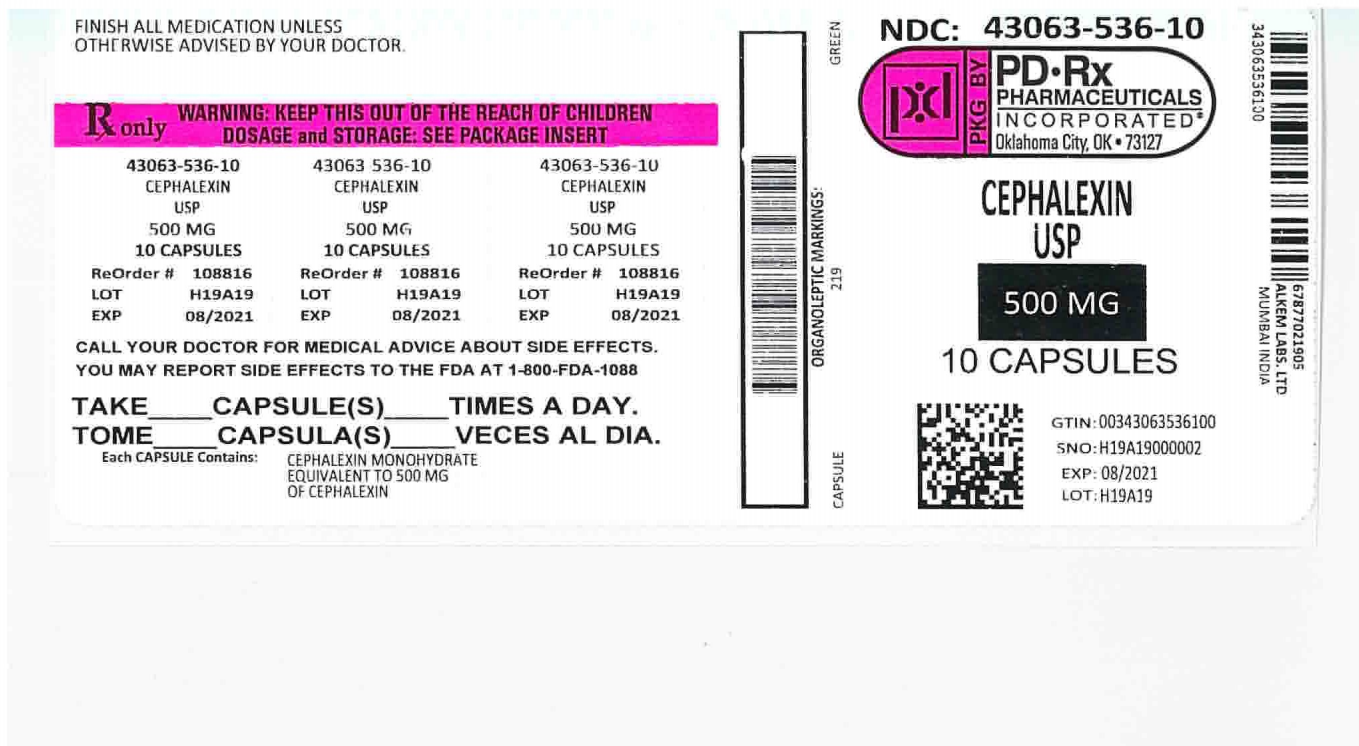 FINISH ALL MEDICATION UNLESS
OTHERWISE ADVISED BY YOUR DOCTOR.
Rx only
WARNING: KEEP THIS OUT OF THE REACH OF CHILDREN
DOSAGE and STORAGE: SEE PACKAGE INSERT
43063-536-10 43063 536-10 43063-536-10
CEPHALEXIN CEPHALEXIN CEPHALEXIN
USP USP USP
500 MG 500 MG 500 MG
10 CAPSULES 10 CAPSULES 10 CAPSULES
ReOrder # 108816 ReOrder # 108816 ReOrder # 108816
LOT H19A19 LOT H19A19 LOT H19A19
EXP 08/2021 EXP 08/2021 EXP 08/2021
CALL YOUR DOCTOR FOR MEDICAL ADVICE ABOUT SIDE EFFECTS.
YOU MAY REPORT SIDE EFFECTS TO THE FDA AT 1-800-FDA-1088
TAKE____CAPSULE(S)____TIMES A DAY.
TOME____CAPSULA(S)____VECES AL DIA.
Each CAPSULE Contains: CEPHALEXIN MONOHYDRATE
EQUIVALENT TO 500 MG
OF CEPHALEXIN
ORGANOLEPTIC MARKINGS:
CAPSULE 219 GREEN
NDC: 43063-536-10
PKG BY
PD•Rx
PHARMACEUTICALS
INCORPORATED®
Oklahoma City, OK • 73127
CEPHALEXIN
USP
500 MG
10 CAPSULES
GTIN: 00343063536100
SNO: H19A19000002
EXP: 08/2021
LOT: H19A19
343063536100
67877021905
ALKEM LABS. LTD
MUMBAI INDIA